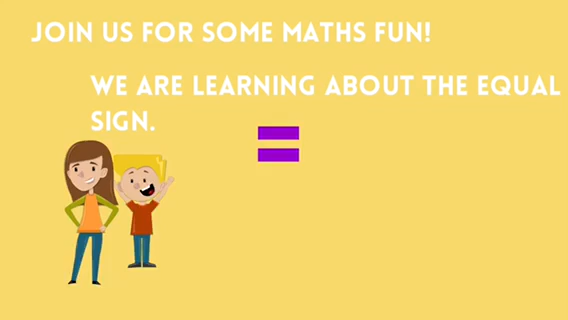 JOIN US FOR SOME MATHS FUN!
WE ARE LEARNING ABOUT THE EQUAL
SIGN.
=